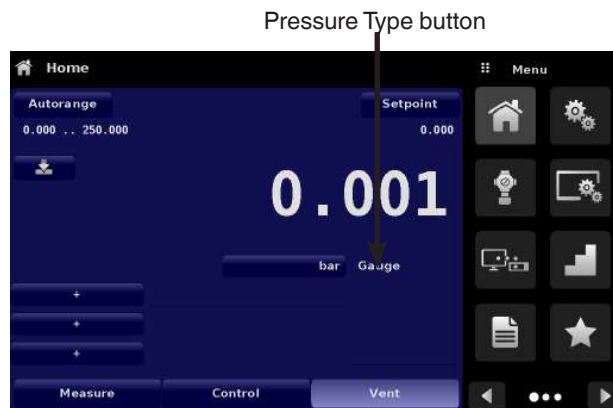 Pressure Type button
Home
Menu
Autorange
Setpoint
0.000 .. 250.000
0.000
0.001
bar Gauge
+
+
+
Measure Control Vent